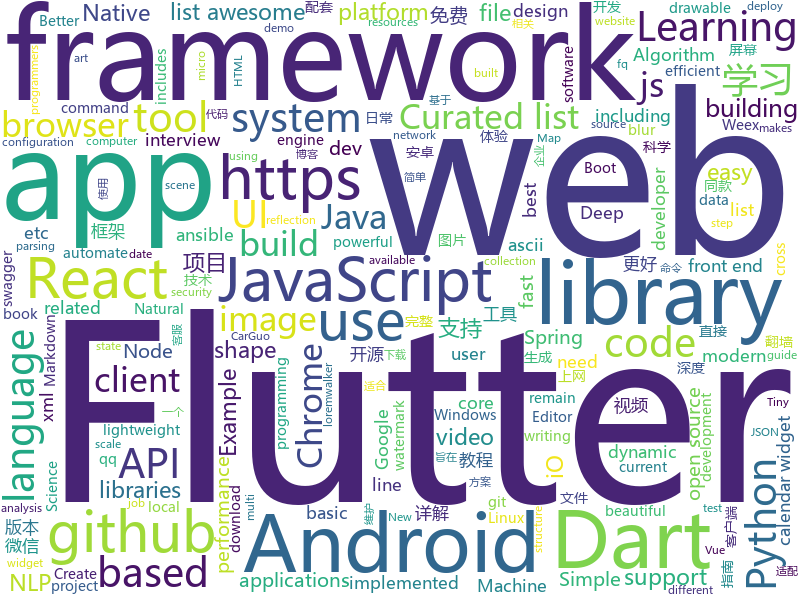 Native
list awesome
platform
免费
file
design
drawable
开发
website
Better
配套
resources
deploy
demo
屏幕
相关
framework
Learning
programmers
art
includes
micro
HTML
software
js
Algorithm
fq
efficient
学习
browser
tool
command
interview
system
engine
代码
日常
Curated list
基于
network
体验
安卓
including
blur
科学
building
Weex
makes
Map
source
企业
web
configuration
computer
使用
app
https
dev
UI
Java
best
Boot
Deep
easy
developer
data
同款
list
etc
parsing
框架
ansible
automate
build
powerful
图片
scene
using
博客
简单
ascii
fast
更好
front end
cross
step
date
React
项目
JavaScript
library
swagger
book
xml
Markdown
related
Natural
技术
reflection
available
collection
security
支持
工具
Spring
命令
image
use
code
modern
guide
language
Node
完整
直接
翻墙
state
客服
生成
user
need
深度
CarGuo
下载
loremwalker
client
shape
开源
Chrome
Example
video
core
remain
Editor
视频
open source
Tiny
Flutter
API
programming
Google
watermark
Windows
writing
上网
适合
iO
dynamic
development
calendar widget
JSON
Python
Science
lightweight
qq
libraries
performance
download
line
教程
旨在
方案
current
test
analysis
scale
job
一个
multi
basic
详解
git
Linux
文件
beautiful
客户端
版本
微信
github
Android
Dart
NLP
Create
project
based
local
维护
New
structure
指南
Vue
适配
widget
built
applications
implemented
Machine
Simple
support
different